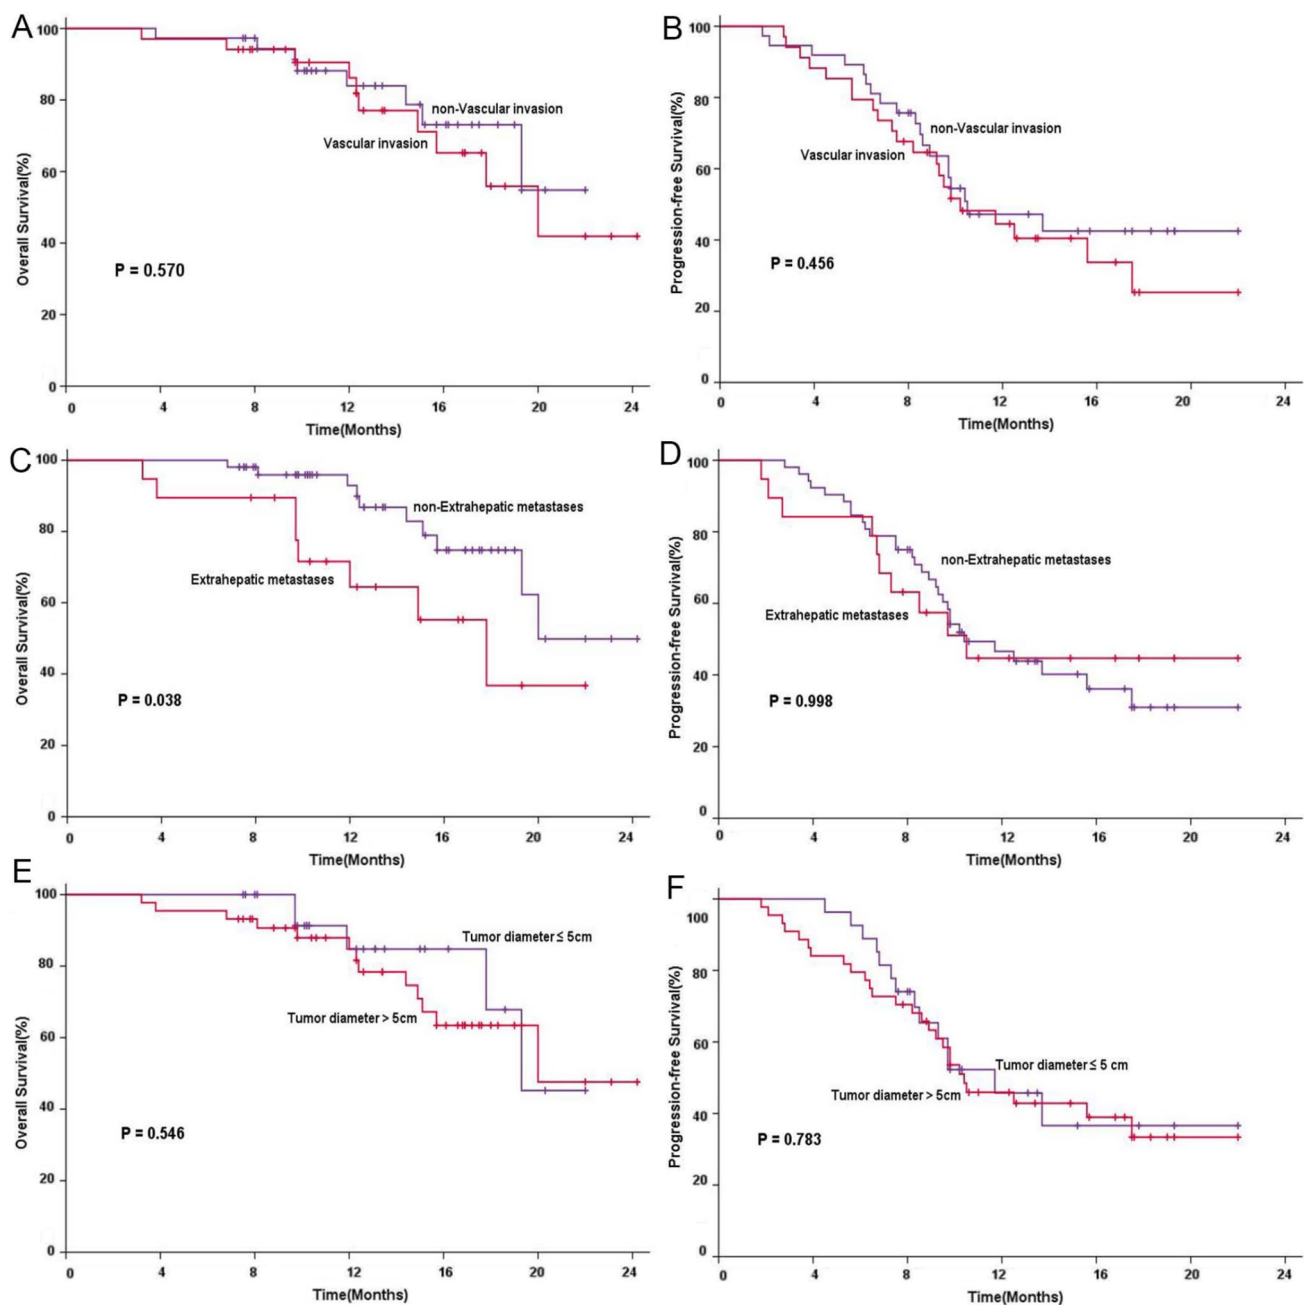 A
Overall Survival(%)
100
80
60
40
20
0
non-Vascular invasion
Vascular invasion
P = 0.570
0 4 8 12 16 20 24
Time(Months)
B
Progression-free Survival(%)
100
80
60
40
20
0
non-Vascular invasion
Vascular invasion
P = 0.456
0 4 8 12 16 20 24
Time(Months)
C
Overall Survival(%)
100
80
60
40
20
0
non-Extrahepatic metastases
Extrahepatic metastases
P = 0.038
0 4 8 12 16 20 24
Time(Months)
D
Progression-free Survival(%)
100
80
60
40
20
0
non-Extrahepatic metastases
Extrahepatic metastases
P = 0.998
0 4 8 12 16 20 24
Time(Months)
E
Overall Survival(%)
100
80
60
40
20
0
Tumor diameter ≤ 5cm
Tumor diameter > 5cm
P = 0.546
0 4 8 12 16 20 24
Time(Months)
F
Progression-free Survival(%)
100
80
60
40
20
0
Tumor diameter ≤ 5 cm
Tumor diameter > 5cm
P = 0.783
0 4 8 12 16 20 24
Time(Months)